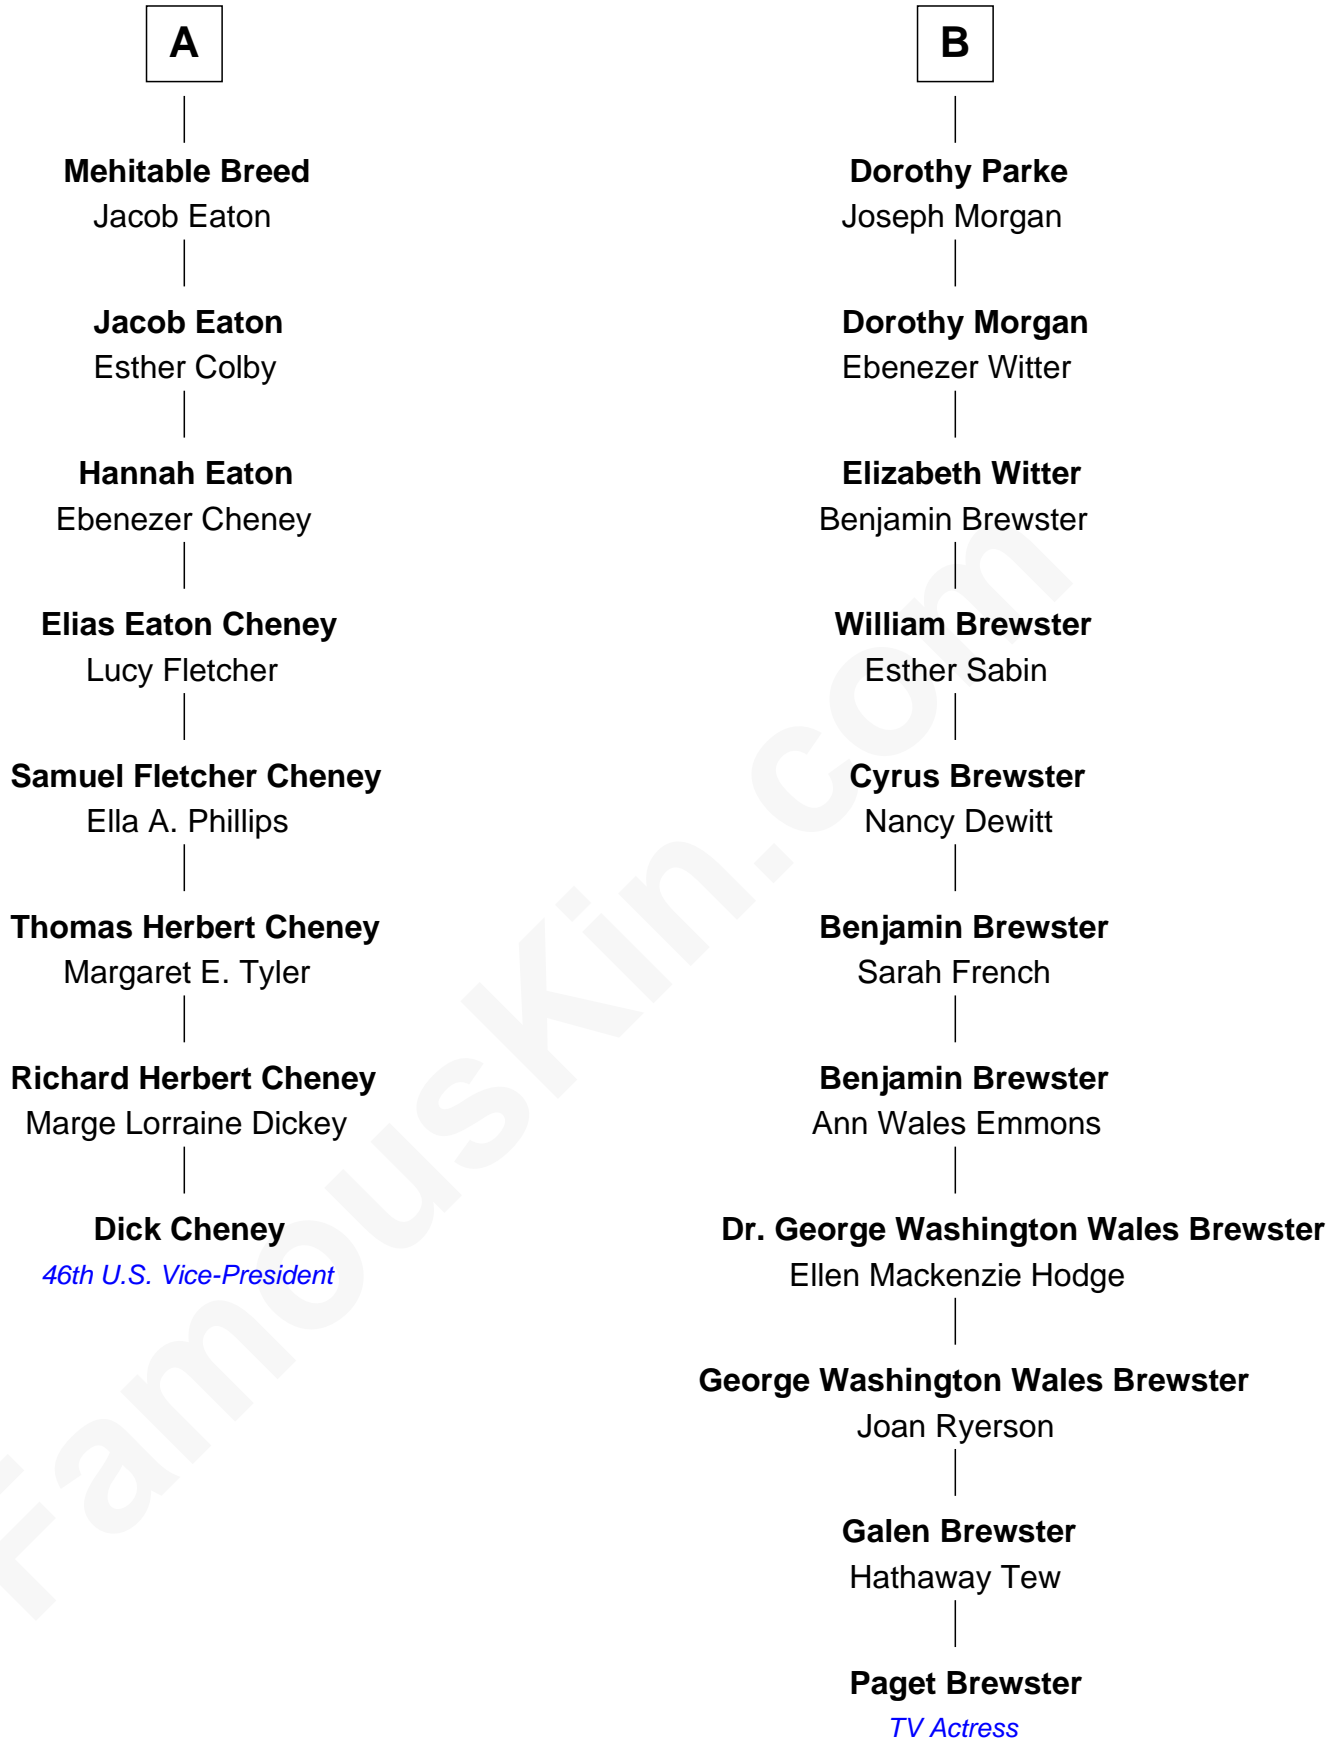 A
Mehitable Breed
Jacob Eaton
Jacob Eaton
Esther Colby
Hannah Eaton
Ebenezer Cheney
Elias Eaton Cheney
Lucy Fletcher
Samuel Fletcher Cheney
Ella A. Phillips
Thomas Herbert Cheney
Margaret E. Tyler
Richard Herbert Cheney
Marge Lorraine Dickey
Dick Cheney
46th U.S. Vice-President
B
Dorothy Parke
Joseph Morgan
Dorothy Morgan
Ebenezer Witter
Elizabeth Witter
Benjamin Brewster
William Brewster
Esther Sabin
Cyrus Brewster
Nancy Dewitt
Benjamin Brewster
Sarah French
Benjamin Brewster
Ann Wales Emmons
Dr. George Washington Wales Brewster
Ellen Mackenzie Hodge
George Washington Wales Brewster
Joan Ryerson
Galen Brewster
Hathaway Tew
Paget Brewster
TV Actress
FamousKin.com